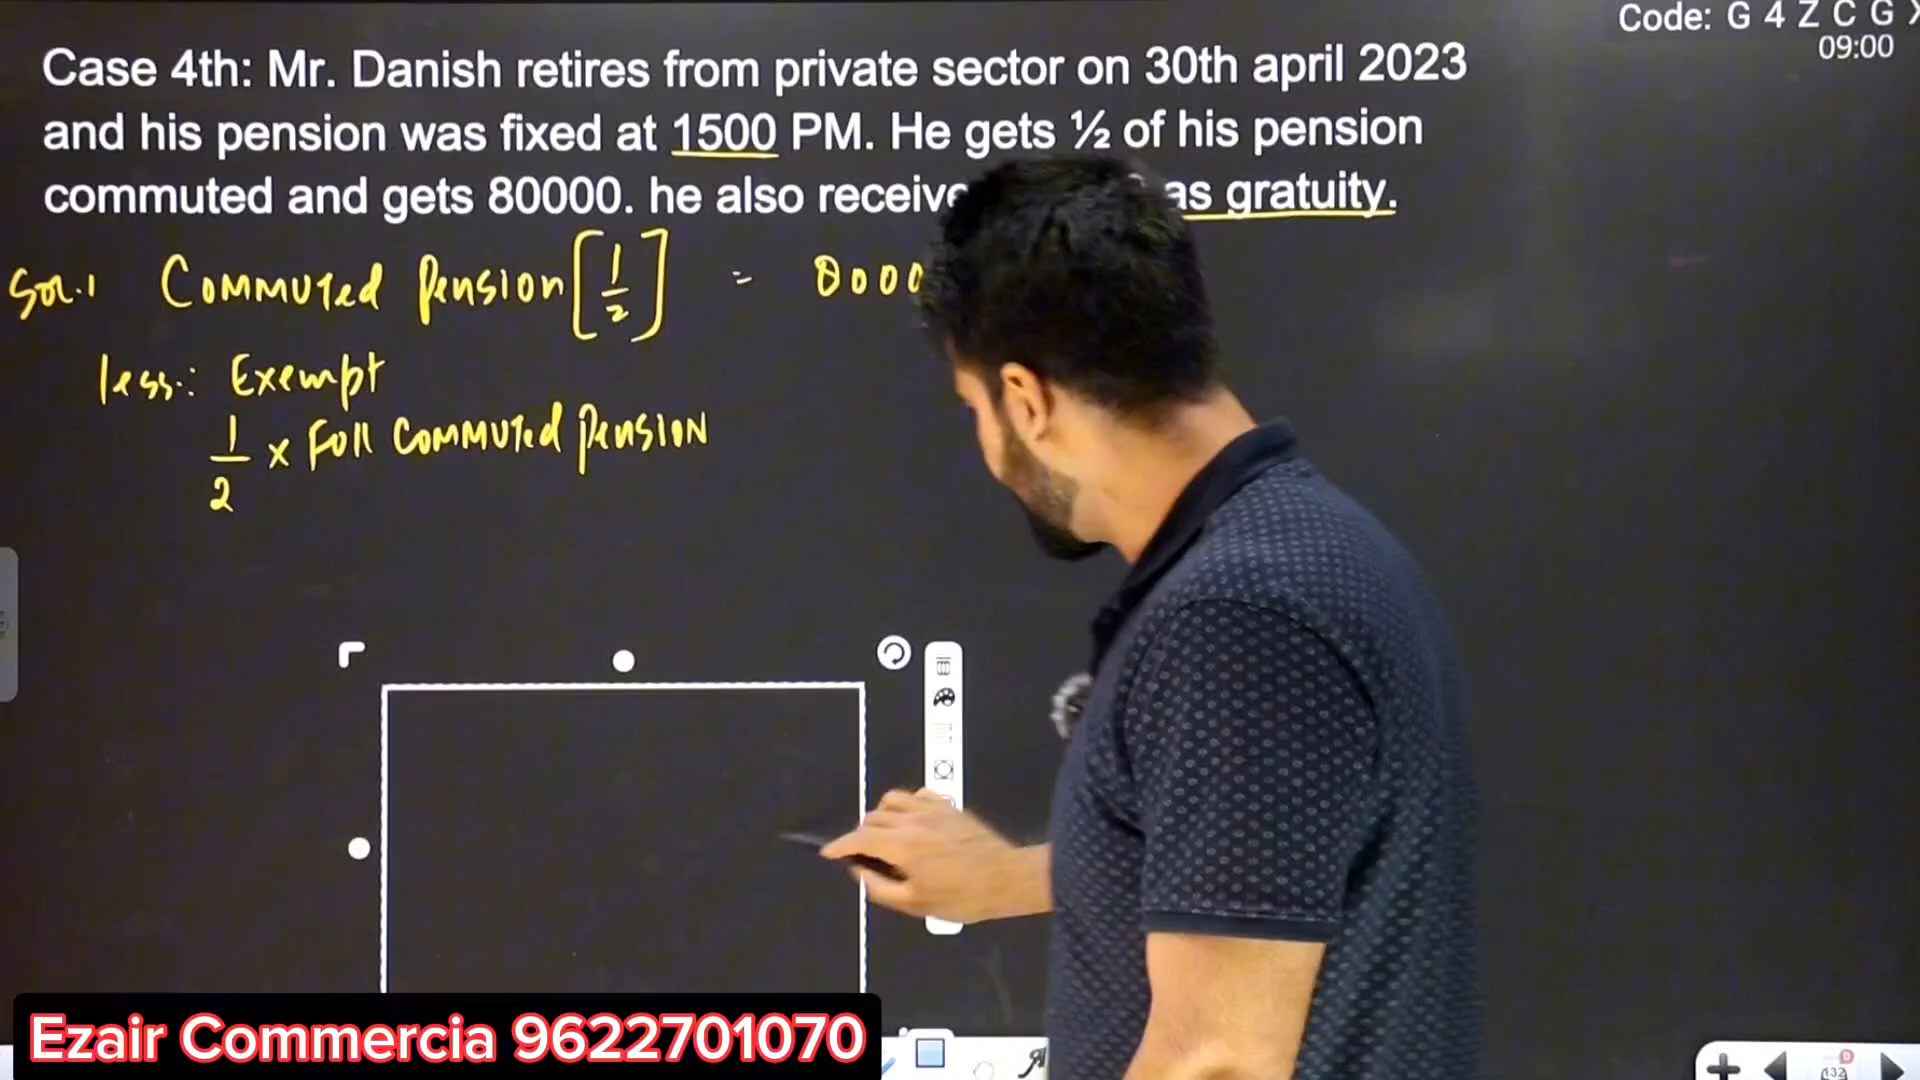 Code: G 4 Z C G
09:00
Case 4th: Mr. Danish retires from private sector on 30th april 2023
and his pension was fixed at 1500 PM. He gets ½ of his pension
commuted and gets 80000. he also as gratuity.
Sol.1 Commuted Pension [1/2] = 8000
less: Exempt
1/2 x Full Commuted Pension
Ezair Commercia 9622701070
132